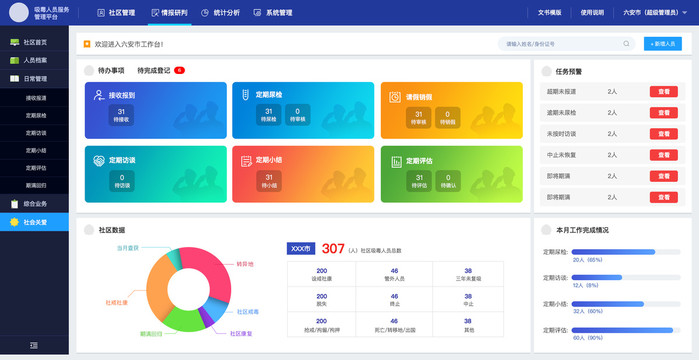 吸毒人员服务
管理平台
社区管理
情报研判
统计分析
系统管理
文书模版
使用说明
六安市（超级管理员）
社区首页
人员档案
日常管理
接收报道
定期尿检
定期访谈
定期小结
定期评估
期满回归
综合业务
社会关爱
欢迎进入六安市工作台!
请输入姓名/身份证号
+ 新增人员
待办事项
待完成登记
6
接收报到
31
待接收
定期尿检
31
待尿检
0
待审核
请假销假
31
待审核
0
待销假
定期访谈
0
待访谈
定期小结
31
待小结
定期评估
31
待评估
0
待确认
任务预警
超期未报道
2人
查看
逾期未尿检
2人
查看
未按时访谈
2人
查看
中止未恢复
2人
查看
即将期满
2人
查看
即将期满
2人
查看
社区数据
当月查获
转异地
社戒社康
社区戒毒
期满回归
社区康复
XXX市
307
(人) 社区吸毒人员总数
200
设戒社康
46
管外人员
38
三年未复吸
200
脱失
46
终止
38
中止
200
拘戒/拘留/拘押
46
死亡/转移他/出国
38
其他
本月工作完成情况
定期尿检:
20人 (65%)
定期访谈:
12人 (8%)
定期小结:
32人 (60%)
定期评估:
60人 (90%)